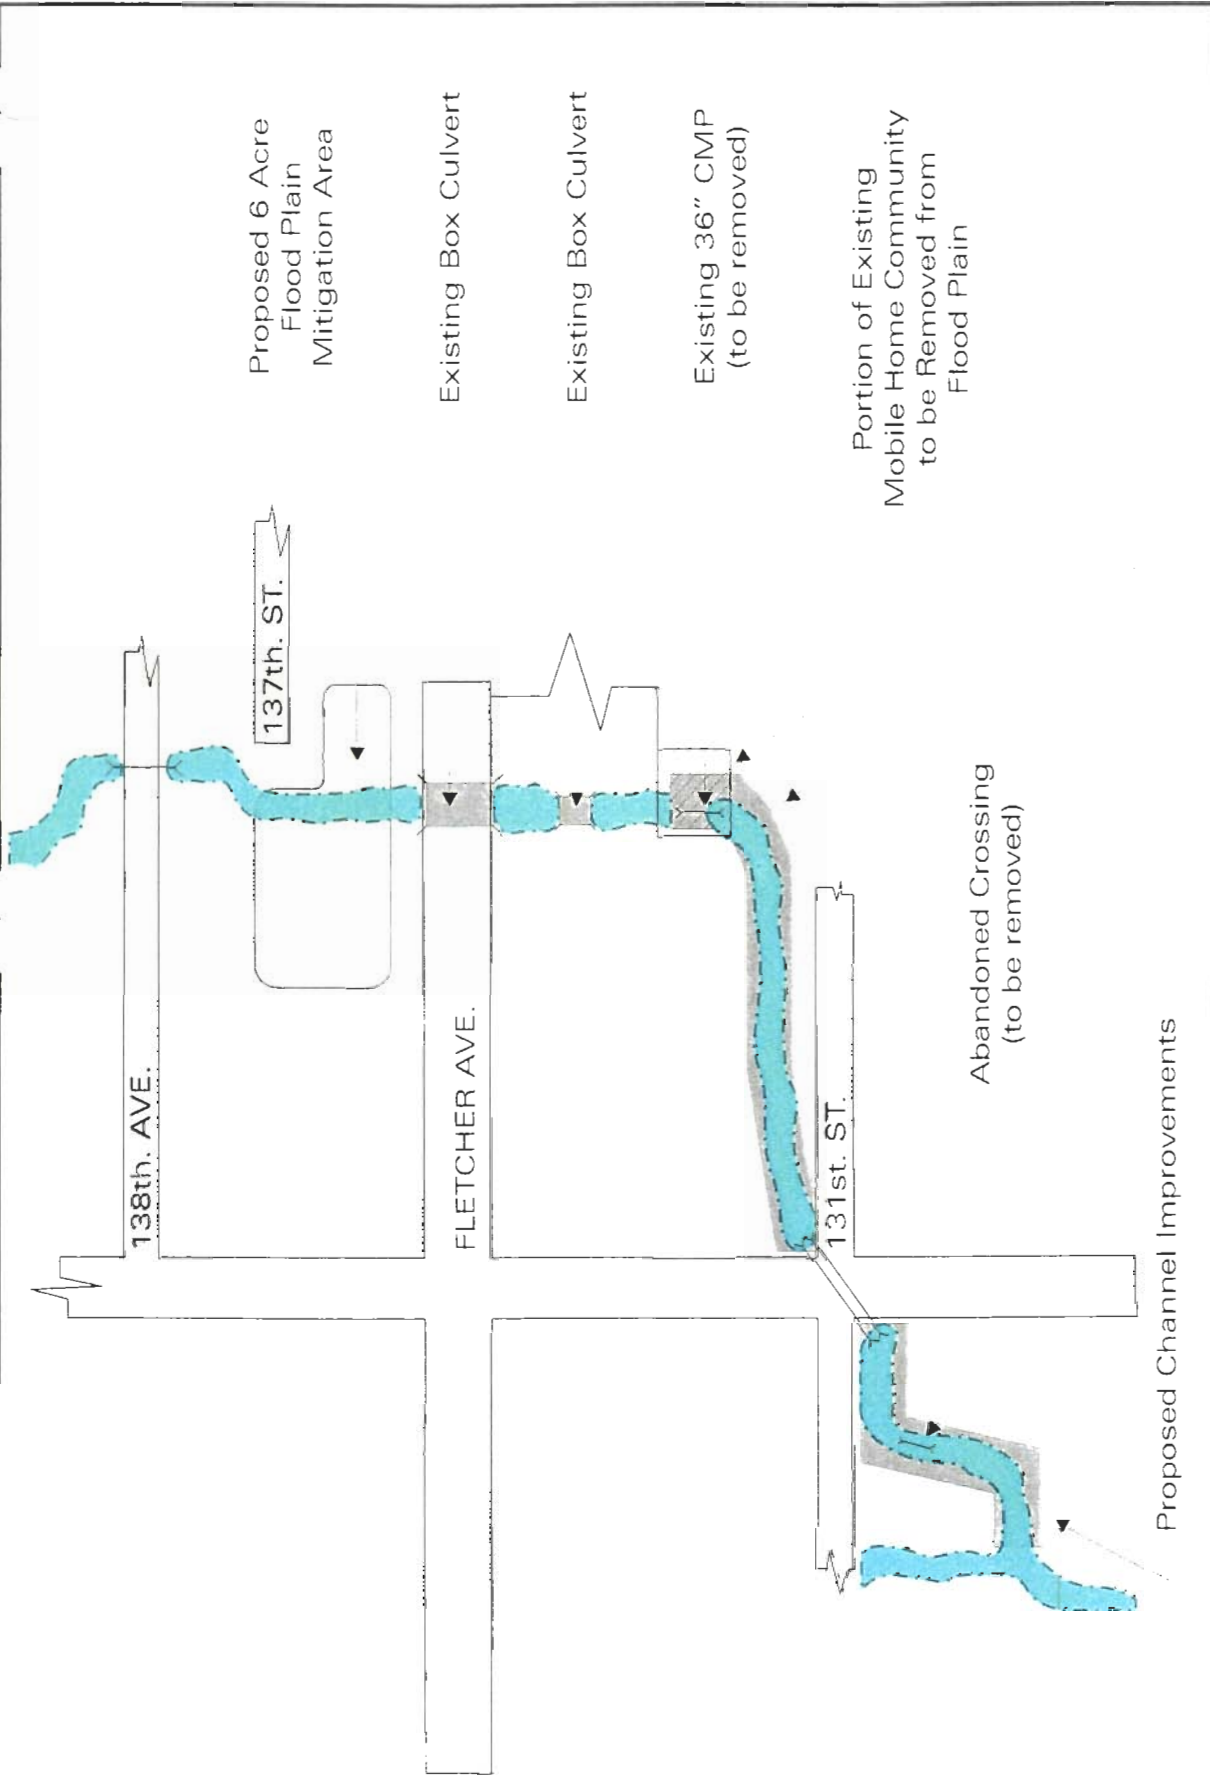 Proposed 6 Acre
Flood Plain
Mitigation Area
Existing Box Culvert
Existing Box Culvert
Existing 36" CMP
(to be removed)
Portion of Existing
Mobile Home Community
to be Removed from
Flood Plain
137th. ST.
138th. AVE.
FLETCHER AVE.
131st. ST.
Abandoned Crossing
(to be removed)
Proposed Channel Improvements